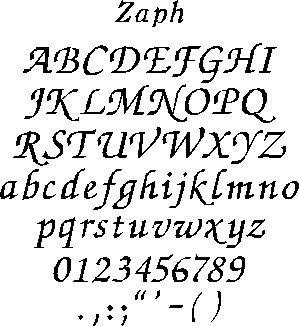 Zaph
ABCDEFGHI
JKLMNOPQ
RSTUVWXYZ
abcdefghijklmno
pqrstuvwxyz
0123456789
.,:;“’-()